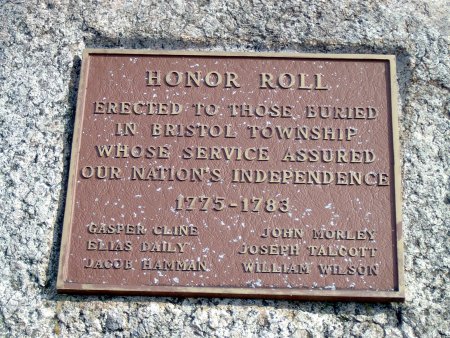 HONOR ROLL
ERECTED TO THOSE BURIED
IN BRISTOL TOWNSHIP
WHOSE SERVICE ASSURED
OUR NATION'S INDEPENDENCE
1775-1783
GASPER CLINE JOHN MORLEY
ELIAS DAILY JOSEPH TALCOTT
JACOB HAMMAN WILLIAM WILSON